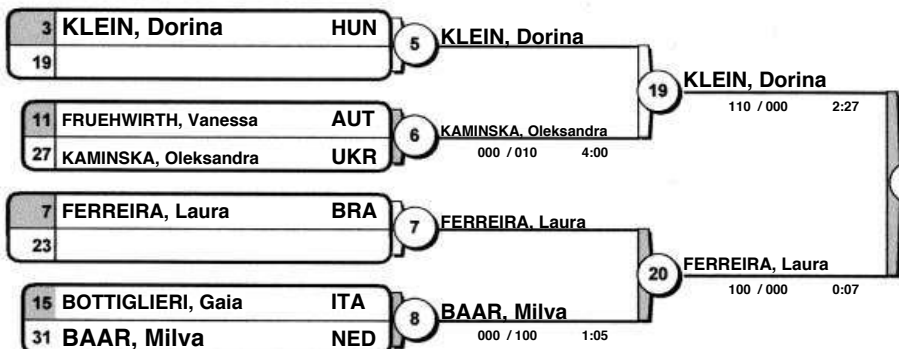 3 KLEIN, Dorina HUN
19
5 KLEIN, Dorina
11 FRUEHWIRTH, Vanessa AUT
27 KAMINSKA, Oleksandra UKR
6 KAMINSKA, Oleksandra
000 / 010 4:00
19 KLEIN, Dorina
110 / 000 2:27
7 FERREIRA, Laura BRA
23
7 FERREIRA, Laura
15 BOTTIGLIERI, Gaia ITA
31 BAAR, Milva NED
8 BAAR, Milva
000 / 100 1:05
20 FERREIRA, Laura
100 / 000 0:07